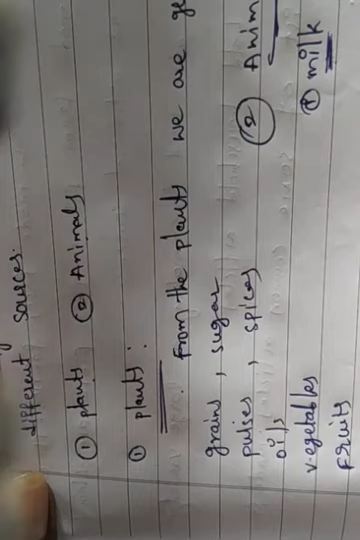 different sources.
① plants ② Animals
① plants :
From the plants we are ge
grains, sugar
pulses, spices
oils
vegetables
Fruits
② Anim
① milk